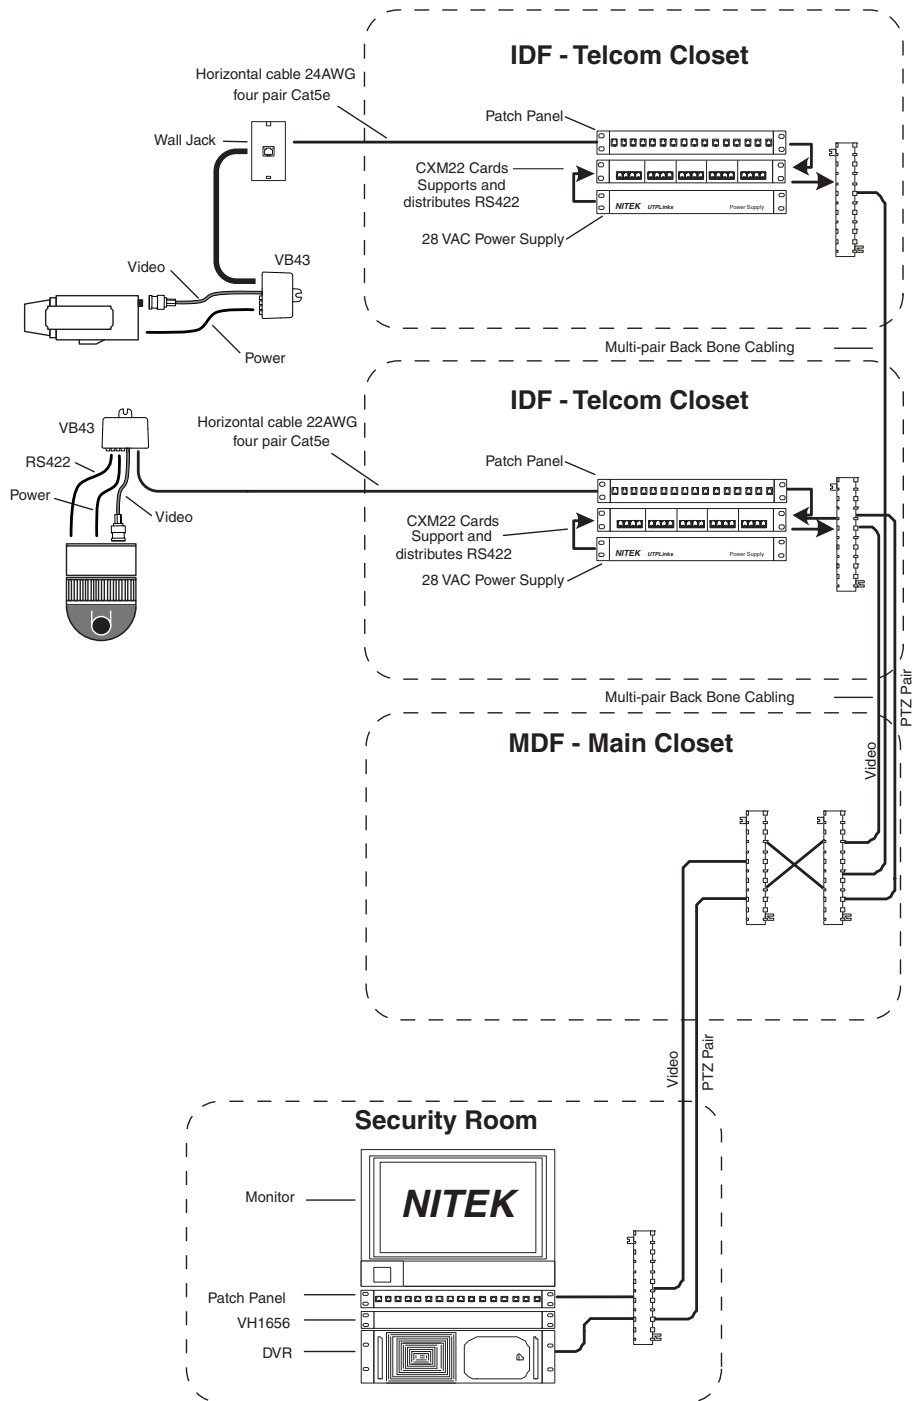 IDF - Telcom Closet
Horizontal cable 24AWG
four pair Cat5e
Patch Panel
Wall Jack
CXM22 Cards
Supports and
distributes RS422
NITEK UTPLinks Power Supply
28 VAC Power Supply
VB43
Video
Power
Multi-pair Back Bone Cabling
IDF - Telcom Closet
Horizontal cable 22AWG
four pair Cat5e
VB43
RS422
Power
Video
Patch Panel
CXM22 Cards
Support and
distributes RS422
NITEK UTPLinks Power Supply
28 VAC Power Supply
Multi-pair Back Bone Cabling
PTZ Pair
Video
MDF - Main Closet
Video
PTZ Pair
Security Room
Monitor
NITEK
Patch Panel
VH1656
DVR